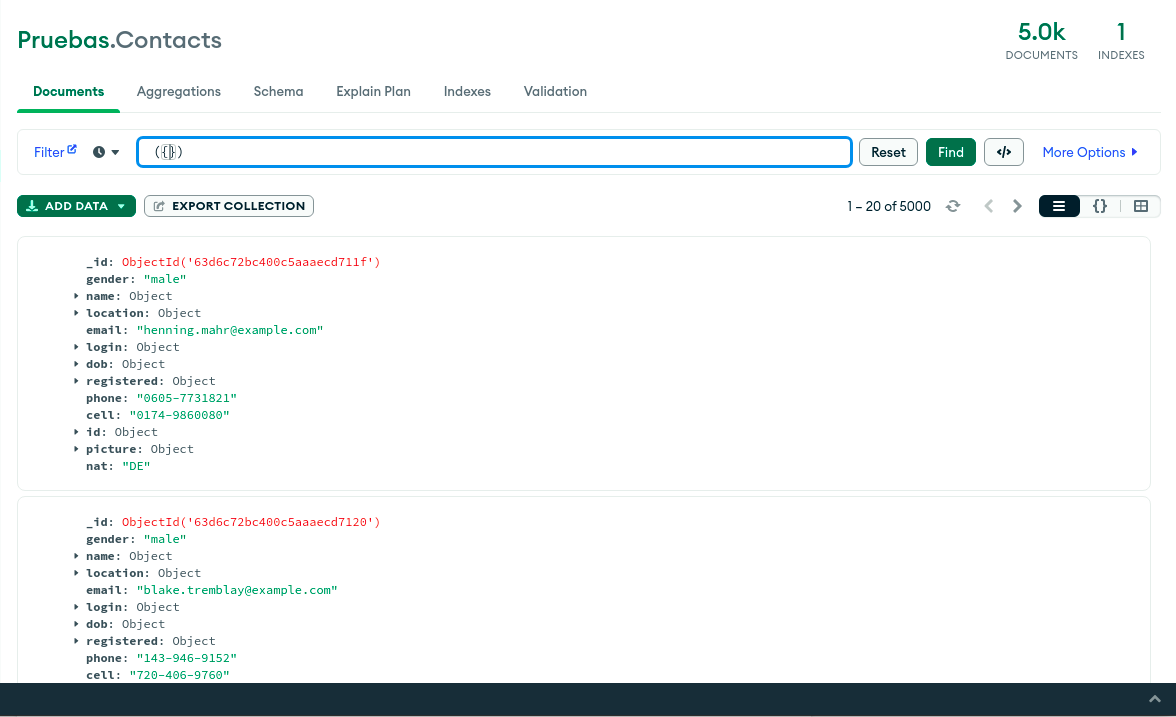 Pruebas.Contacts
5.0k 1
DOCUMENTS INDEXES
Documents Aggregations Schema Explain Plan Indexes Validation
Filter ({}) Reset Find </> More Options
ADD DATA EXPORT COLLECTION 1 – 20 of 5000 {}
_id: ObjectId('63d6c72bc400c5aaaecd711f')
gender: "male"
name: Object
location: Object
email: "henning.mahr@example.com"
login: Object
dob: Object
registered: Object
phone: "0605-7731821"
cell: "0174-9860080"
id: Object
picture: Object
nat: "DE"
_id: ObjectId('63d6c72bc400c5aaaecd7120')
gender: "male"
name: Object
location: Object
email: "blake.tremblay@example.com"
login: Object
dob: Object
registered: Object
phone: "143-946-9152"
cell: "720-406-9760"